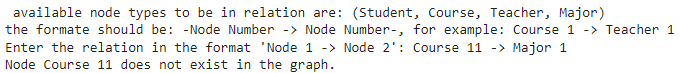 available node types to be in relation are: (Student, Course, Teacher, Major)
the formate should be: -Node Number -> Node Number-, for example: Course 1 -> Teacher 1
Enter the relation in the format 'Node 1 -> Node 2': Course 11 -> Major 1
Node Course 11 does not exist in the graph.